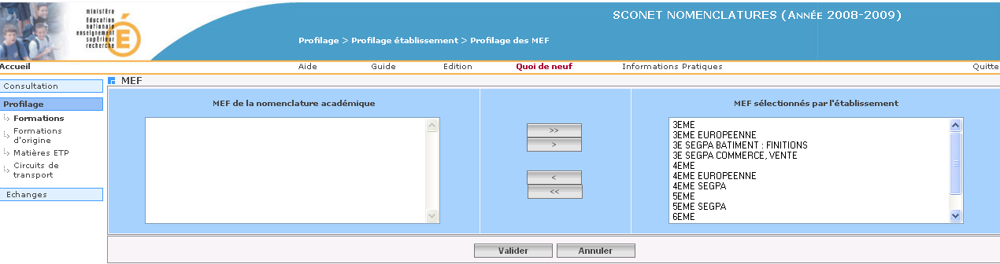 ministère
éducation
nationale
enseignement
supérieur
recherche
é
SCONET NOMENCLATURES (ANNÉE 2008-2009)
Profilage > Profilage établissement > Profilage des MEF
Accueil
Aide
Guide
Edition
Quoi de neuf
Informations Pratiques
Quitte
Consultation
Profilage
Formations
Formations
d'origine
Matières ETP
Circuits de
transport
Echanges
MEF
MEF de la nomenclature académique
>>
>
<
<<
MEF sélectionnés par l'établissement
3EME
3EME EUROPEENNE
3E SEGPA BATIMENT : FINITIONS
3E SEGPA COMMERCE, VENTE
4EME
4EME EUROPEENNE
4EME SEGPA
5EME
5EME SEGPA
6EME
Valider
Annuler